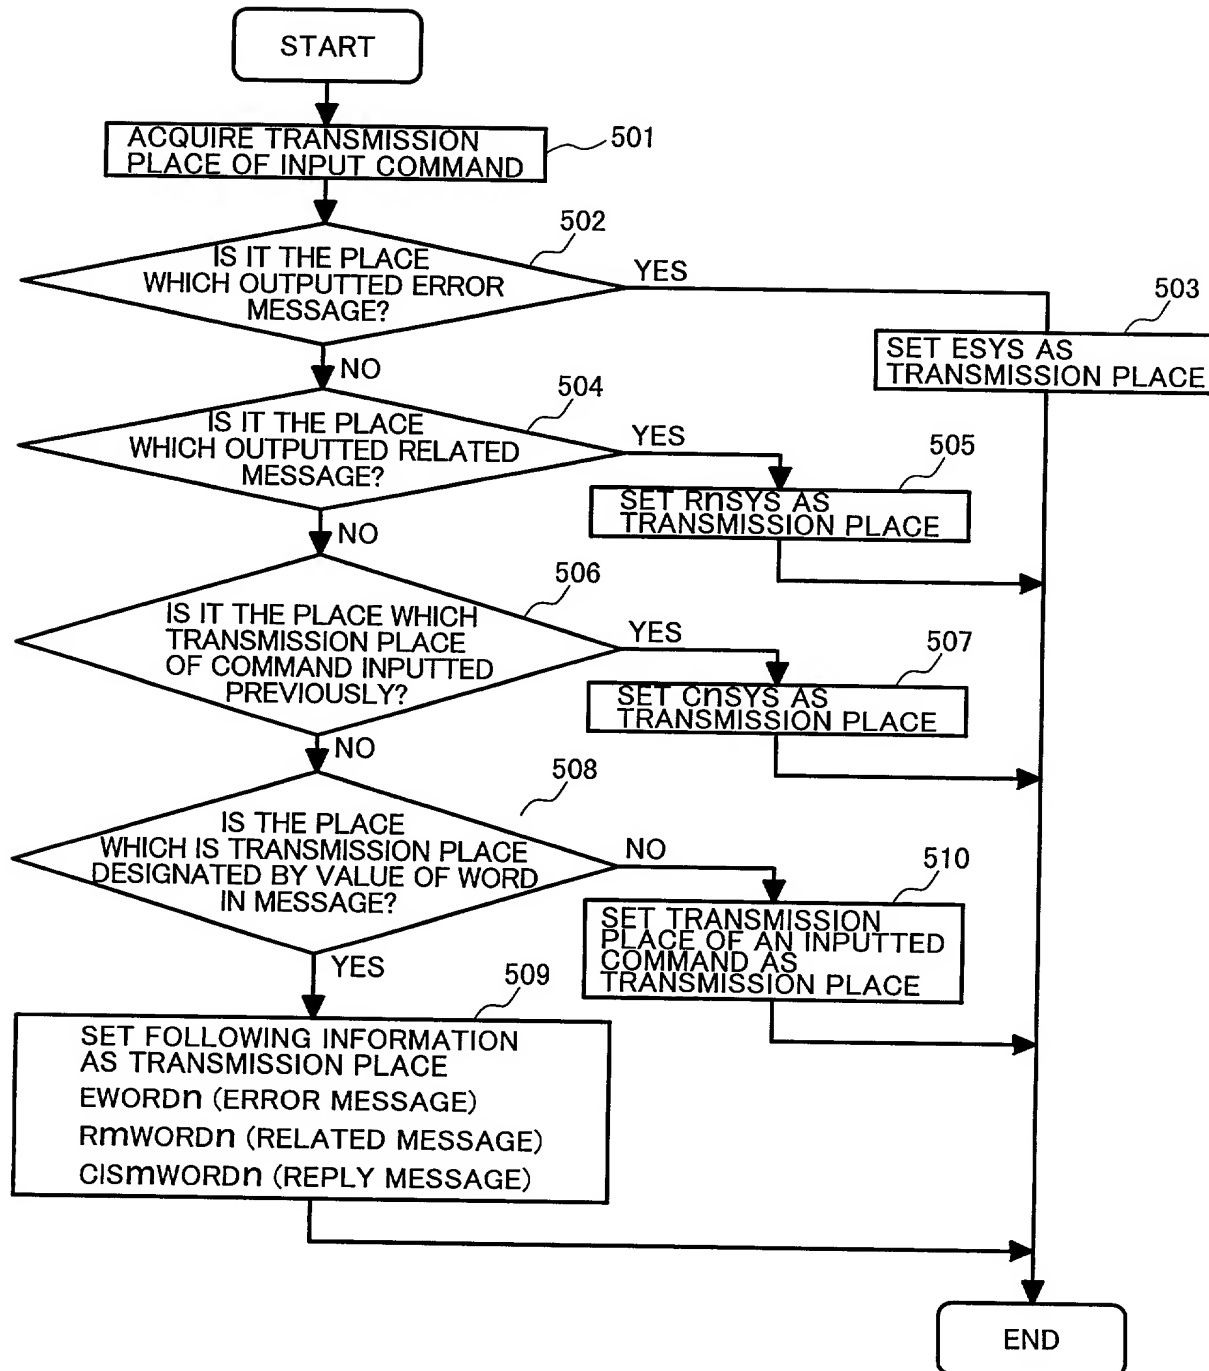 START
ACQUIRE TRANSMISSION
PLACE OF INPUT COMMAND
501
IS IT THE PLACE
WHICH OUTPUTTED ERROR
MESSAGE?
502
YES
503
SET ESYS AS
TRANSMISSION PLACE
NO
IS IT THE PLACE
WHICH OUTPUTTED RELATED
MESSAGE?
504
YES
505
SET RnSYS AS
TRANSMISSION PLACE
NO
IS IT THE PLACE WHICH
TRANSMISSION PLACE
OF COMMAND INPUTTED
PREVIOUSLY?
506
YES
507
SET CnSYS AS
TRANSMISSION PLACE
NO
IS THE PLACE
WHICH IS TRANSMISSION PLACE
DESIGNATED BY VALUE OF WORD
IN MESSAGE?
508
NO
510
SET TRANSMISSION
PLACE OF AN INPUTTED
COMMAND AS
TRANSMISSION PLACE
YES
509
SET FOLLOWING INFORMATION
AS TRANSMISSION PLACE
EWORDn (ERROR MESSAGE)
RmWORDn (RELATED MESSAGE)
CISmWORDn (REPLY MESSAGE)
END